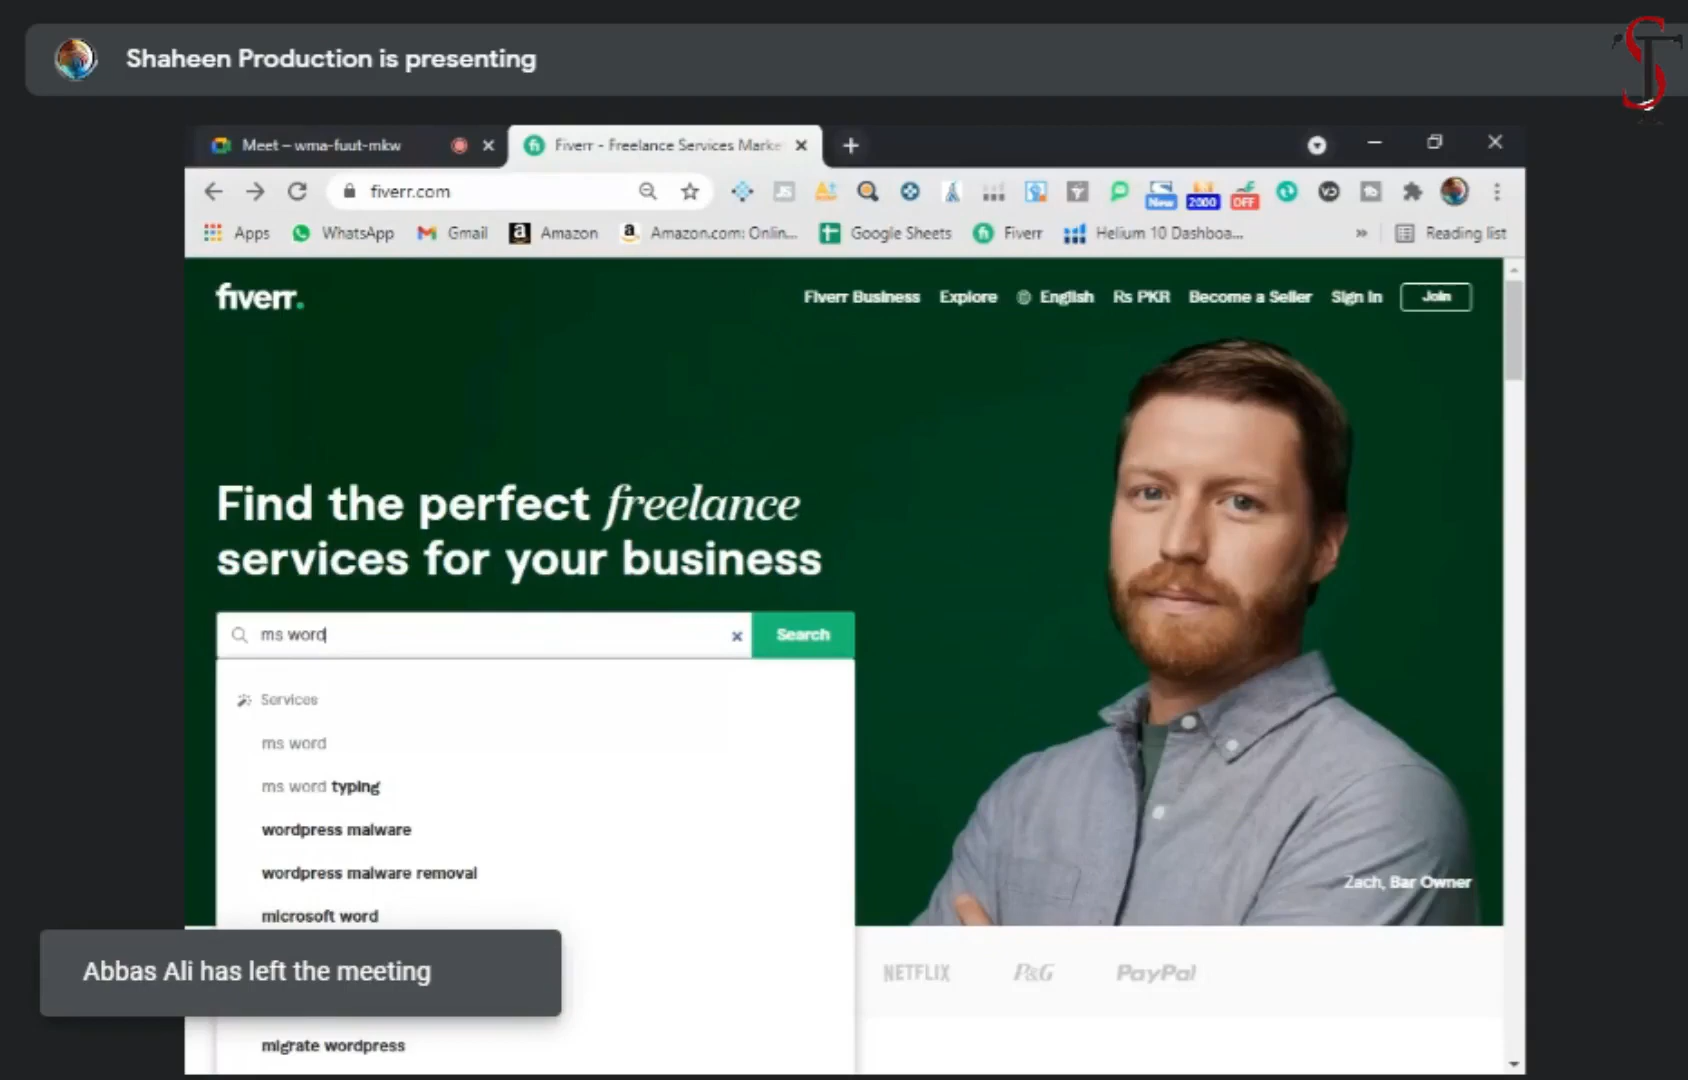 Shaheen Production is presenting
Meet – wma-fuut-mkw
Fiverr - Freelance Services Marke
fiverr.com
New
2000
OFF
Apps
WhatsApp
Gmail
Amazon
Amazon.com: Onlin...
Google Sheets
Fiverr
Helium 10 Dashboa...
»
Reading list
fiverr.
Fiverr Business
Explore
English
Rs PKR
Become a Seller
Sign In
Join
Find the perfect freelance
services for your business
ms word
Search
Services
ms word
ms word typing
wordpress malware
wordpress malware removal
microsoft word
Zach, Bar Owner
Abbas Ali has left the meeting
NETFLIX
P&G
PayPal
migrate wordpress